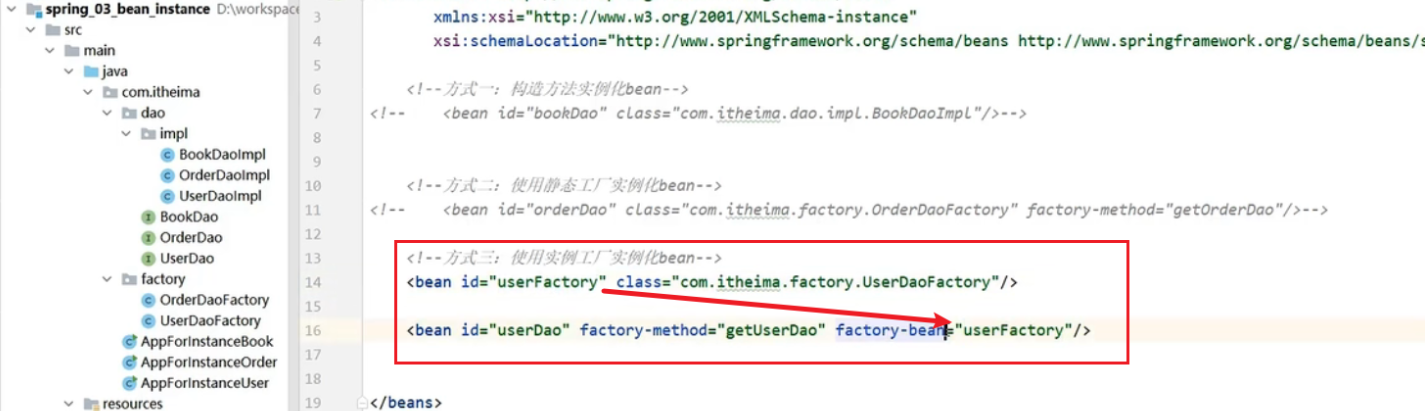 spring_03_bean_instance D:\workspace
src
main
java
com.itheima
dao
impl
BookDaoImpl
OrderDaoImpl
UserDaoImpl
BookDao
OrderDao
UserDao
factory
OrderDaoFactory
UserDaoFactory
AppForInstanceBook
AppForInstanceOrder
AppForInstanceUser
resources
3 xmlns:xsi="http://www.w3.org/2001/XMLSchema-instance"
4 xsi:schemaLocation="http://www.springframework.org/schema/beans http://www.springframework.org/schema/beans/s
5
6 <!--方式一：构造方法实例化bean-->
7 <!-- <bean id="bookDao" class="com.itheima.dao.impl.BookDaoImpl"/>-->
8
9
10 <!--方式二：使用静态工厂实例化bean-->
11 <!-- <bean id="orderDao" class="com.itheima.factory.OrderDaoFactory" factory-method="getOrderDao"/>-->
12
13 <!--方式三：使用实例工厂实例化bean-->
14 <bean id="userFactory" class="com.itheima.factory.UserDaoFactory"/>
15
16 <bean id="userDao" factory-method="getUserDao" factory-bean="userFactory"/>
17
18
19 </beans>